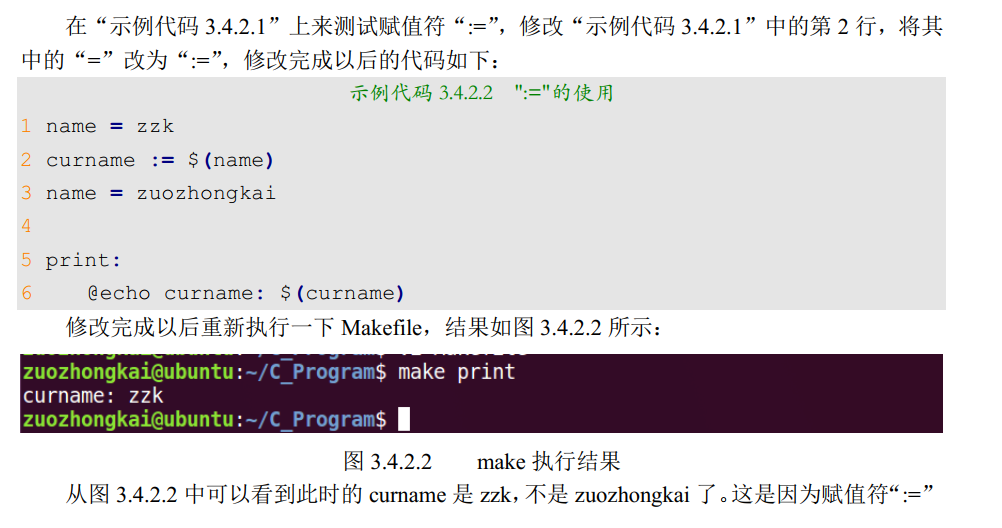 在“示例代码 3.4.2.1”上来测试赋值符“:=”，修改“示例代码 3.4.2.1”中的第 2 行，将其
中的“=”改为“:=”，修改完成以后的代码如下：
示例代码 3.4.2.2 ":="的使用
1 name = zzk
2 curname := $(name)
3 name = zuozhongkai
4
5 print:
6 @echo curname: $(curname)
修改完成以后重新执行一下 Makefile，结果如图 3.4.2.2 所示：
zuozhongkai@ubuntu:~/C_Program$ make print
curname: zzk
zuozhongkai@ubuntu:~/C_Program$
图 3.4.2.2 make 执行结果
从图 3.4.2.2 中可以看到此时的 curname 是 zzk，不是 zuozhongkai 了。这是因为赋值符“:=”